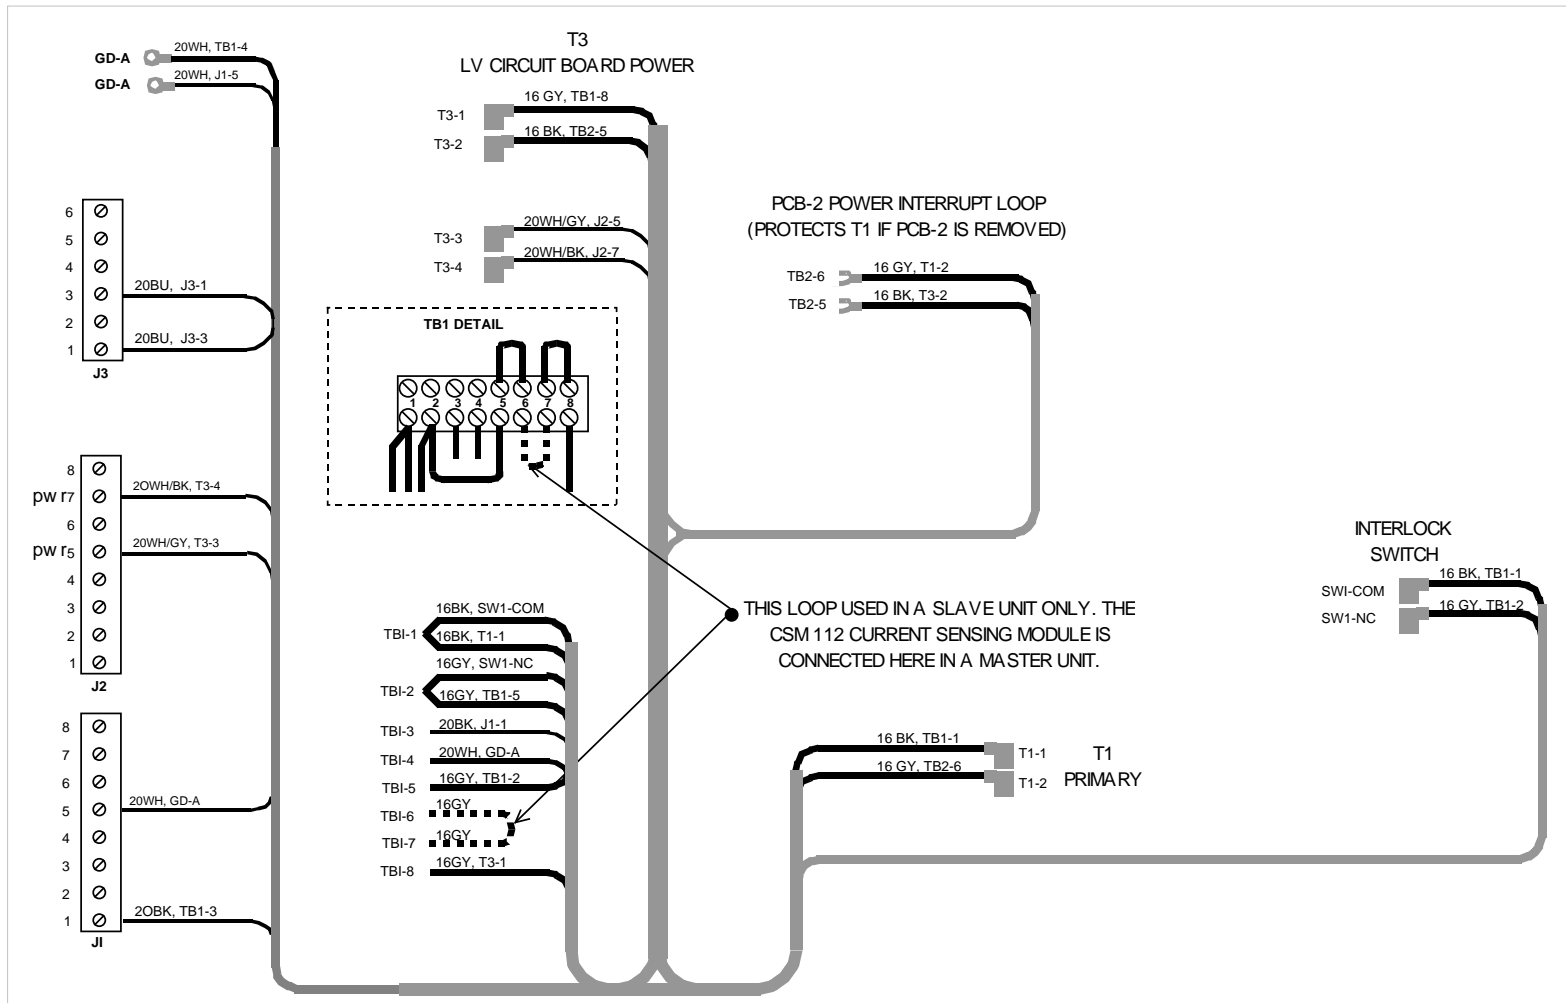 GD-A
20WH, TB1-4
GD-A
20WH, J1-5
T3
LV CIRCUIT BOARD POWER
T3-1
16 GY, TB1-8
T3-2
16 BK, TB2-5
T3-3
20WH/GY, J2-5
T3-4
20WH/BK, J2-7
PCB-2 POWER INTERRUPT LOOP
(PROTECTS T1 IF PCB-2 IS REMOVED)
TB2-6
16 GY, T1-2
TB2-5
16 BK, T3-2
6
5
4
3
20BU, J3-1
2
1
20BU, J3-3
J3
TB1 DETAIL
1 2 3 4 5 6 7 8
8
pwr7
2OWH/BK, T3-4
6
pwr5
20WH/GY, T3-3
4
3
2
1
J2
INTERLOCK
SWITCH
SWI-COM
16 BK, TB1-1
SW1-NC
16 GY, TB1-2
THIS LOOP USED IN A SLAVE UNIT ONLY. THE
CSM 112 CURRENT SENSING MODULE IS
CONNECTED HERE IN A MASTER UNIT.
TBI-1
16BK, SW1-COM
16BK, T1-1
TBI-2
16GY, SW1-NC
16GY, TB1-5
TBI-3
20BK, J1-1
TBI-4
20WH, GD-A
TBI-5
16GY, TB1-2
TBI-6
16GY
TBI-7
16GY
TBI-8
16GY, T3-1
16 BK, TB1-1
T1-1
16 GY, TB2-6
T1-2
T1
PRIMARY
8
7
6
5
20WH, GD-A
4
3
2
1
2OBK, TB1-3
JI